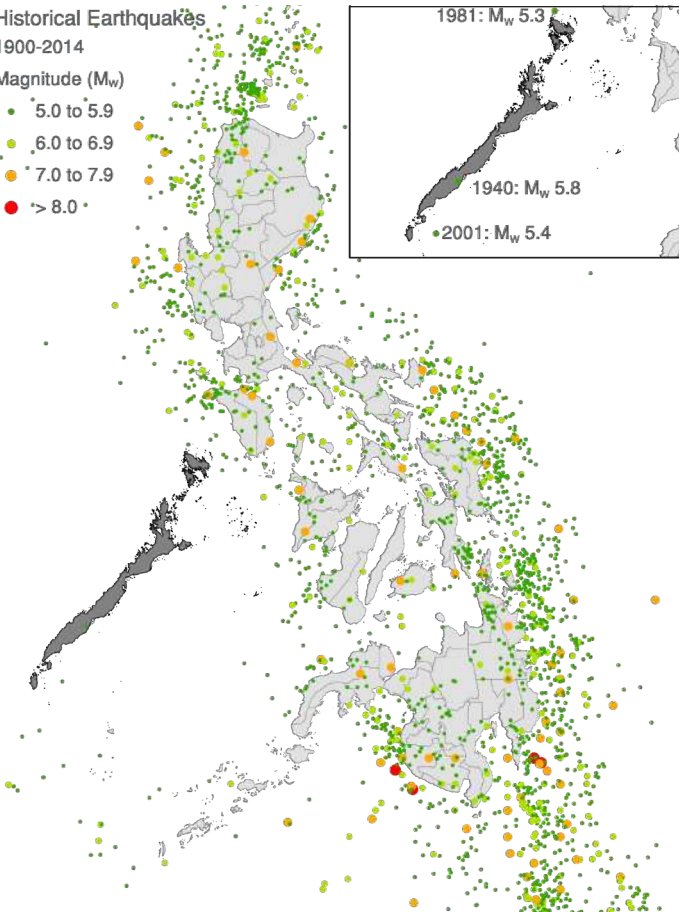 Historical Earthquakes
1900-2014
Magnitude (Mw)
5.0 to 5.9
6.0 to 6.9
7.0 to 7.9
> 8.0
1981: Mw 5.3
1940: Mw 5.8
2001: Mw 5.4